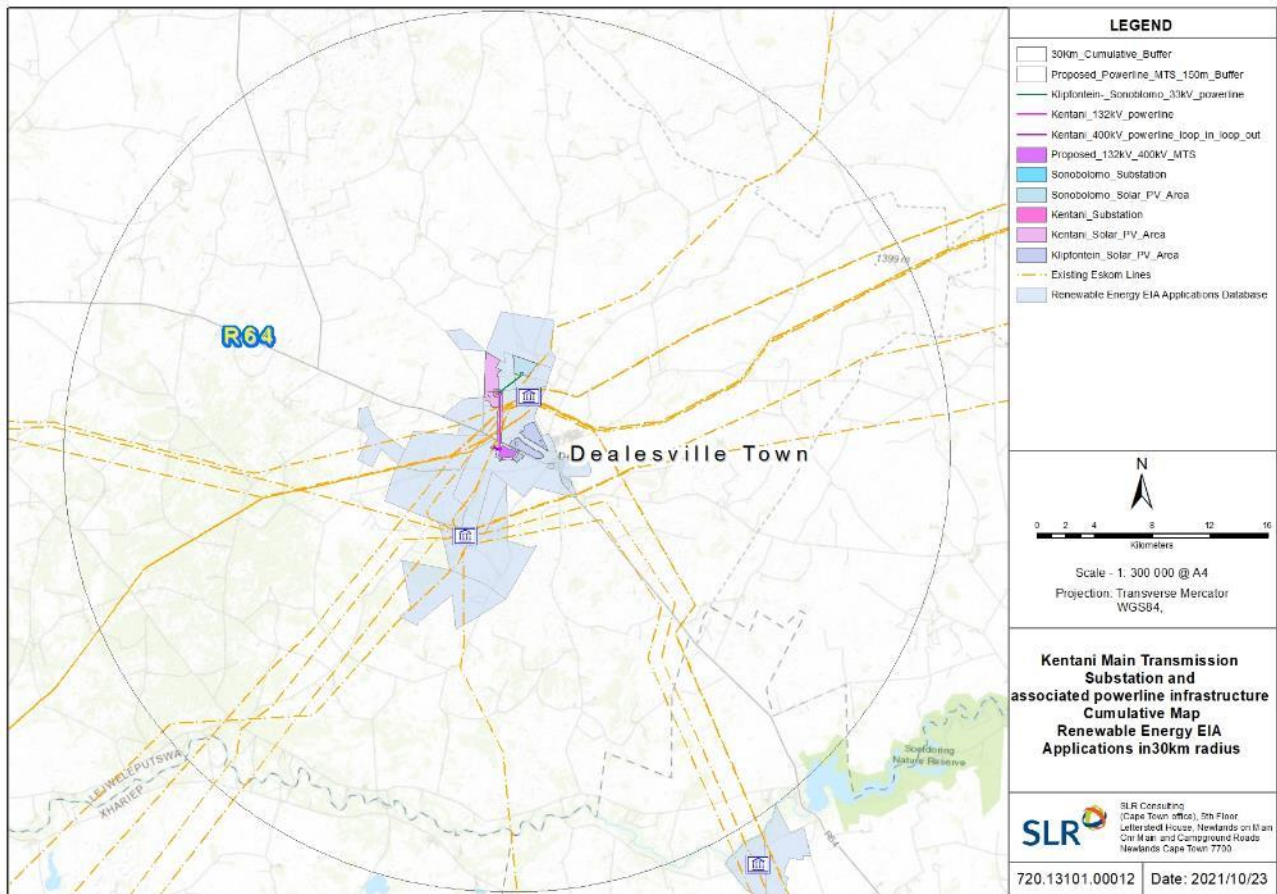 R64
1399 m
Dealesville Town
LEJWELEPUTSWA
XHARIEP
Soetdoring
Nature Reserve
R64
LEGEND
30Km_Cumulative_Buffer
Proposed_Powerline_MTS_150m_Buffer
Klipfontein-_Sonoblomo_33kV_powerline
Kentani_132kV_powerline
Kentani_400kV_powerline_loop_in_loop_out
Proposed_132kV_400kV_MTS
Sonobolomo_Substation
Sonobolomo_Solar_PV_Area
Kentani_Substation
Kentani_Solar_PV_Area
Klipfontein_Solar_PV_Area
Existing Eskom Lines
Renewable Energy EIA Applications Database
N
0 2 4 8 12 16
Kilometers
Scale - 1: 300 000 @ A4
Projection: Transverse Mercator
WGS84,
Kentani Main Transmission
Substation and
associated powerline infrastructure
Cumulative Map
Renewable Energy EIA
Applications in30km radius
SLR
SLR Consulting
(Cape Town office), 5th Floor
Letterstedt House, Newlands on Main
Cnr Main and Campground Roads
Newlands Cape Town 7700
720.13101.00012
Date: 2021/10/23